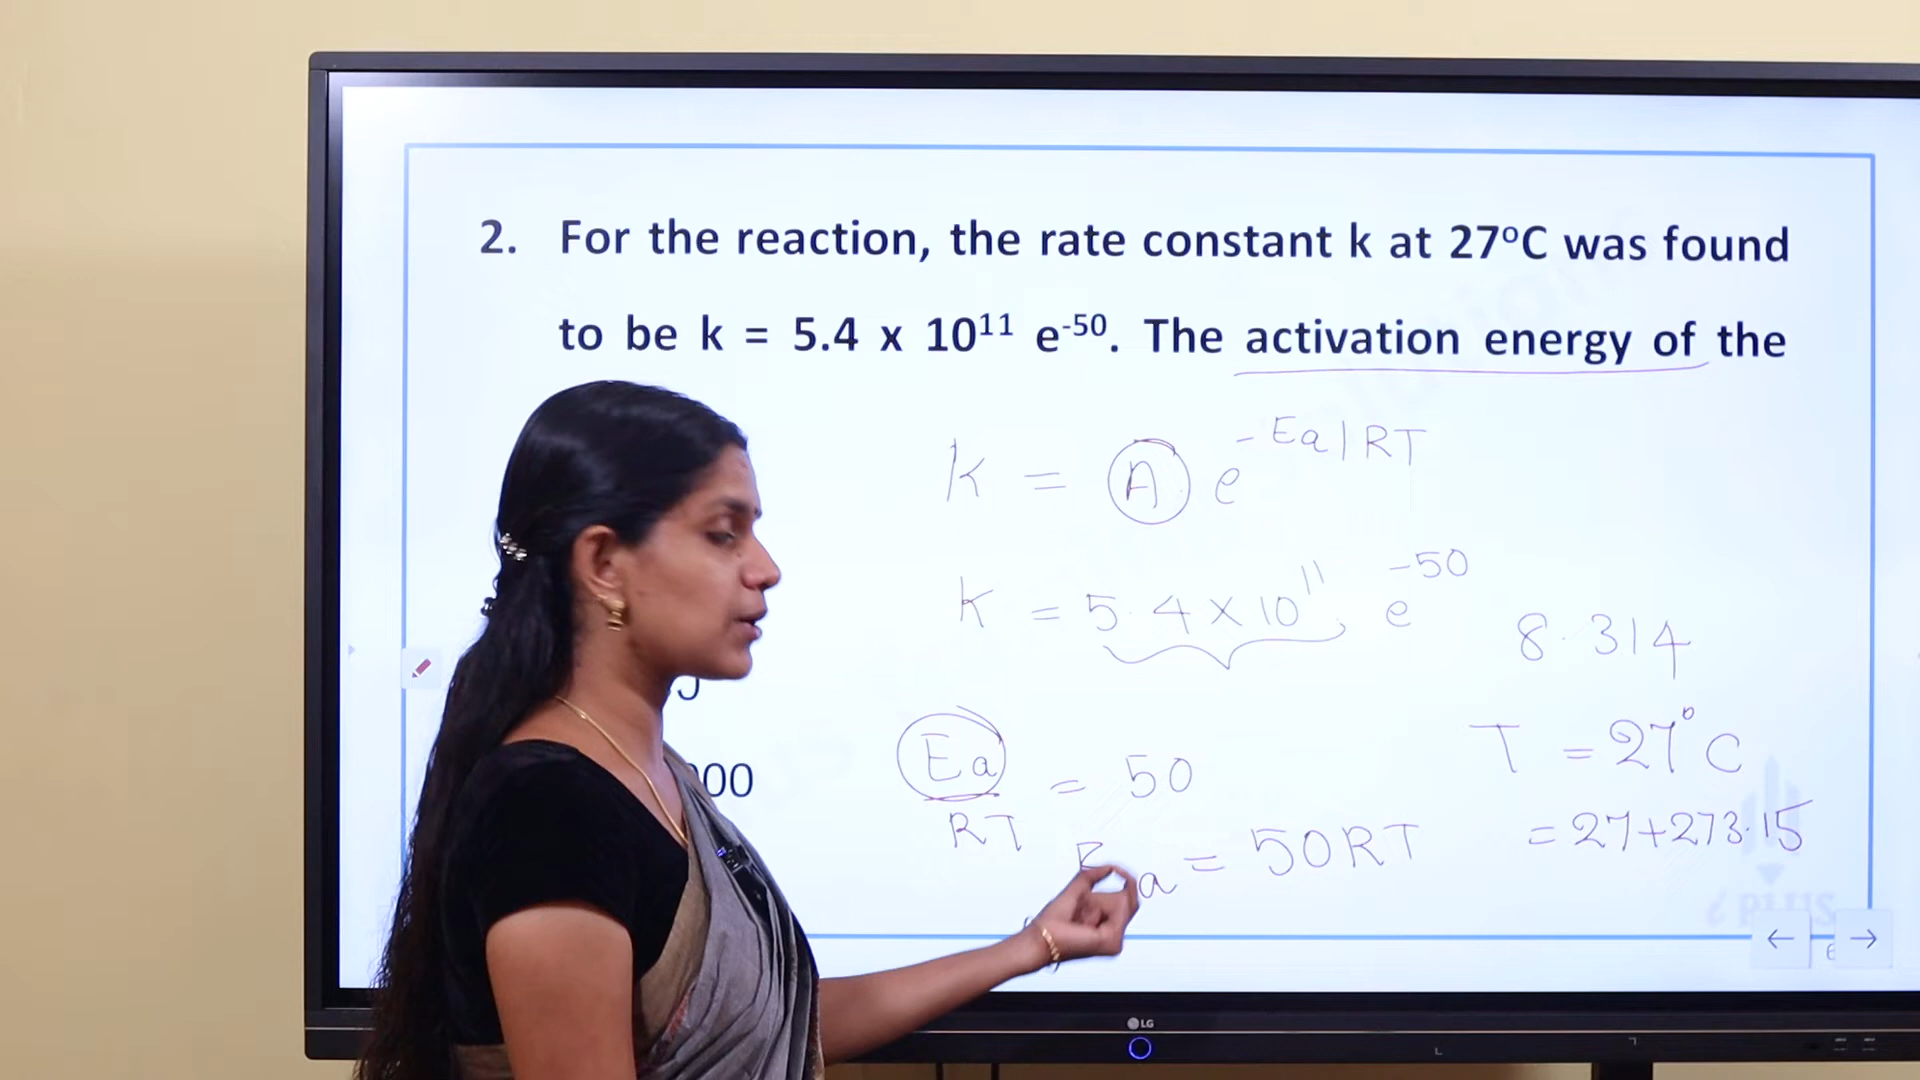 2. For the reaction, the rate constant k at 27°C was found
to be k = 5.4 x 10¹¹ e⁻⁵⁰. The activation energy of the
k = A e^-Ea|RT
k = 5.4 × 10¹¹ e⁻⁵⁰
8.314
Ea/RT = 50
T = 27°C
= 27+273.15
000
Ea = 50RT
PLUS
LG